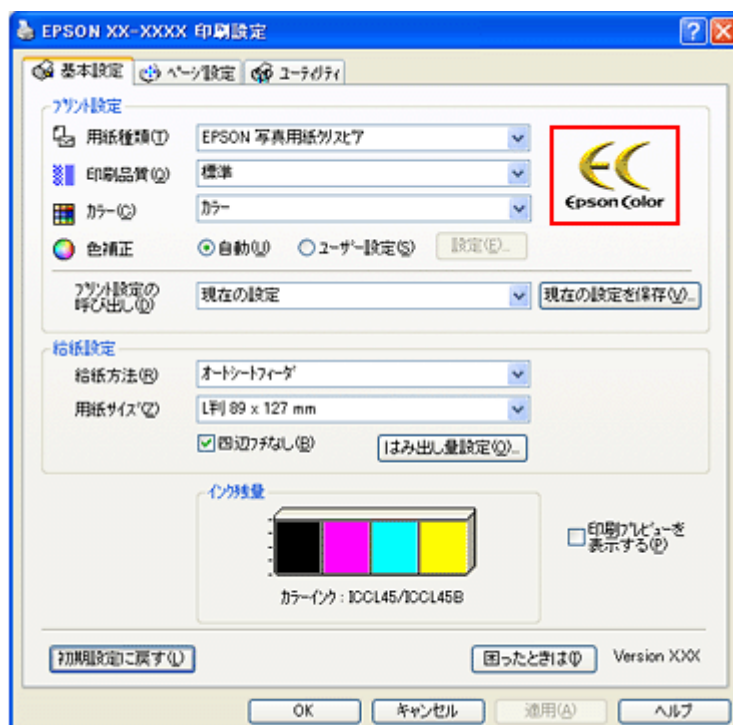 EPSON XX-XXXX 印刷設定
基本設定
ページ設定
ユーティリティ
プリント設定
用紙種類(T)
EPSON 写真用紙クリスピア
印刷品質(Q)
標準
カラー(C)
カラー
Epson Color
色補正
自動(U)
ユーザー設定(S)
設定(E)...
プリント設定の
呼び出し(D)
現在の設定
現在の設定を保存(V)...
給紙設定
給紙方法(R)
オートシートフィーダ
用紙サイズ(Z)
L判 89 x 127 mm
四辺フチなし(B)
はみ出し量設定(O)...
インク残量
カラーインク : ICCL45/ICCL45B
印刷プレビューを
表示する(P)
初期設定に戻す(L)
困ったときは(I)
Version X.XX
OK
キャンセル
適用(A)
ヘルプ